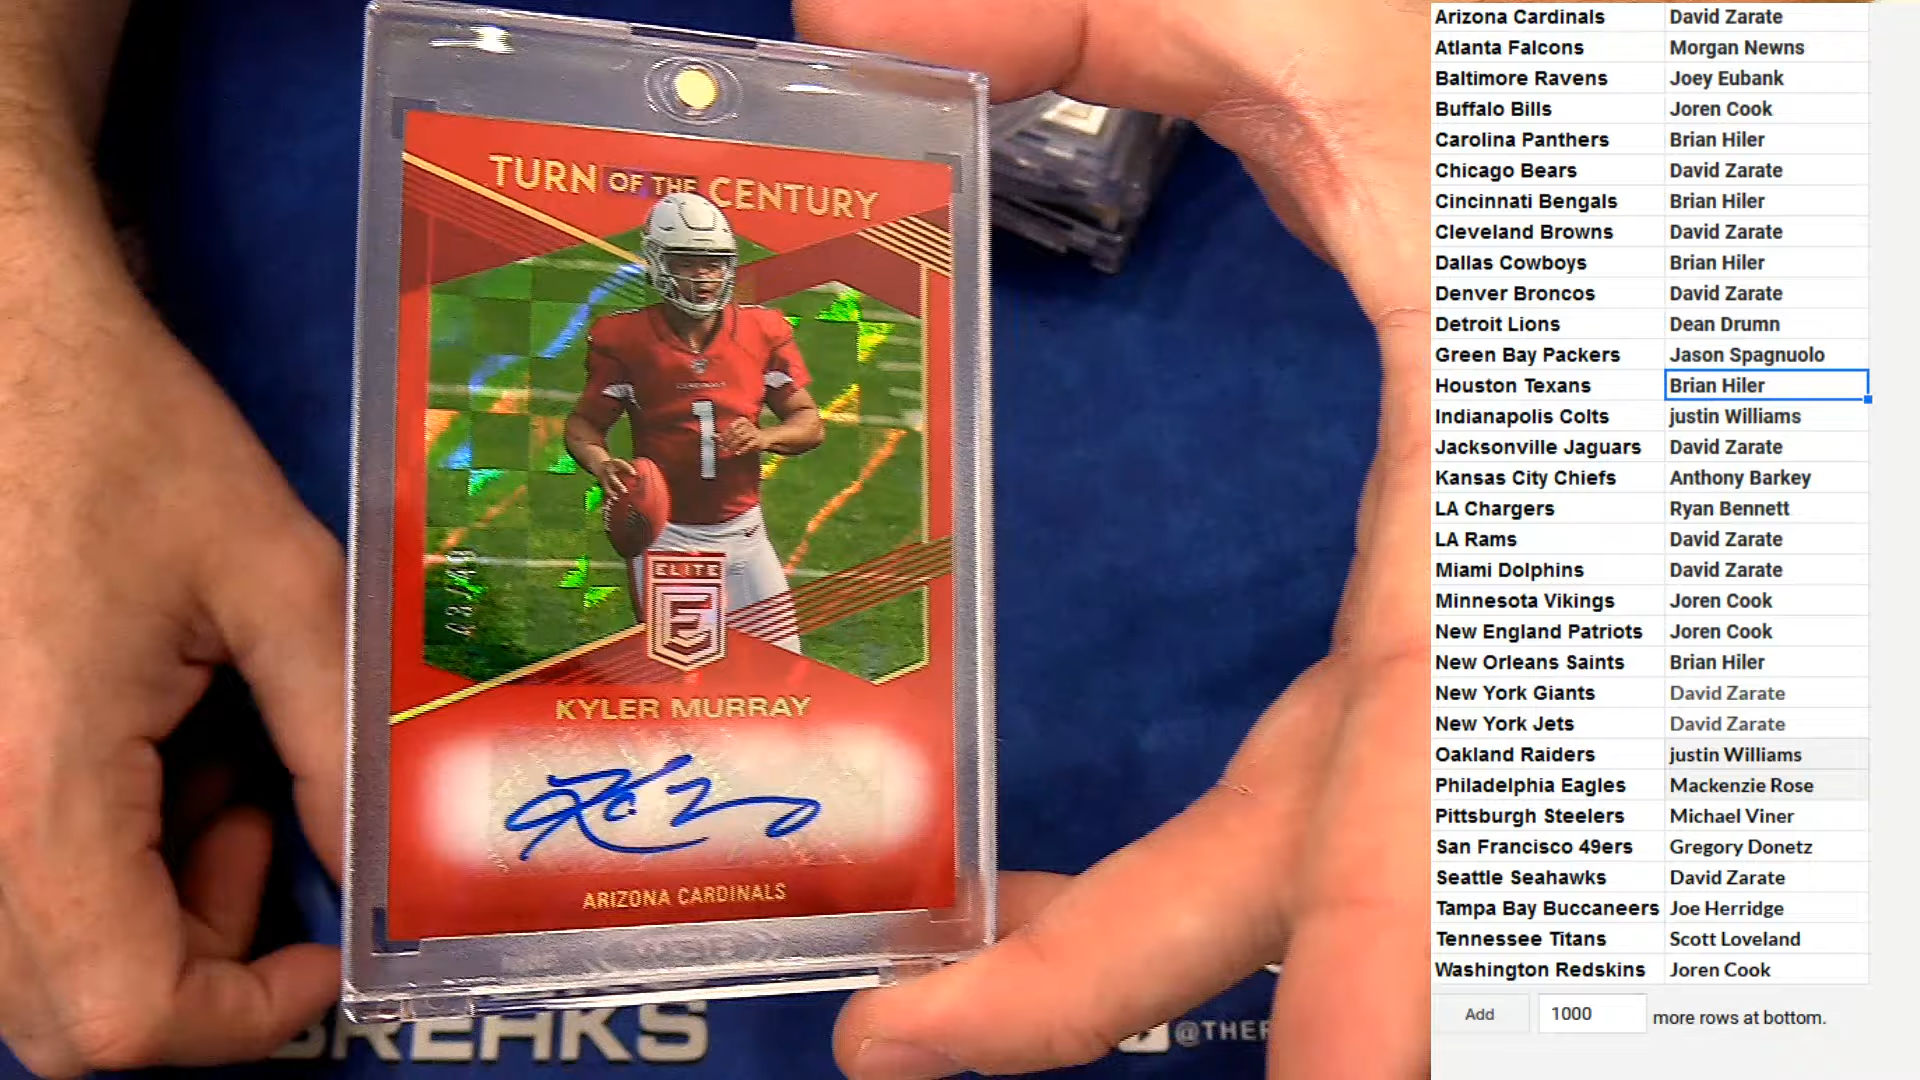 TURN OF THE CENTURY
CARDINALS
1
43/49
ELITE
E
KYLER MURRAY
ARIZONA CARDINALS
BREAKS
@THE
Arizona Cardinals David Zarate
Atlanta Falcons Morgan Newns
Baltimore Ravens Joey Eubank
Buffalo Bills Joren Cook
Carolina Panthers Brian Hiler
Chicago Bears David Zarate
Cincinnati Bengals Brian Hiler
Cleveland Browns David Zarate
Dallas Cowboys Brian Hiler
Denver Broncos David Zarate
Detroit Lions Dean Drumn
Green Bay Packers Jason Spagnuolo
Houston Texans Brian Hiler
Indianapolis Colts justin Williams
Jacksonville Jaguars David Zarate
Kansas City Chiefs Anthony Barkey
LA Chargers Ryan Bennett
LA Rams David Zarate
Miami Dolphins David Zarate
Minnesota Vikings Joren Cook
New England Patriots Joren Cook
New Orleans Saints Brian Hiler
New York Giants David Zarate
New York Jets David Zarate
Oakland Raiders justin Williams
Philadelphia Eagles Mackenzie Rose
Pittsburgh Steelers Michael Viner
San Francisco 49ers Gregory Donetz
Seattle Seahawks David Zarate
Tampa Bay Buccaneers Joe Herridge
Tennessee Titans Scott Loveland
Washington Redskins Joren Cook
Add 1000 more rows at bottom.